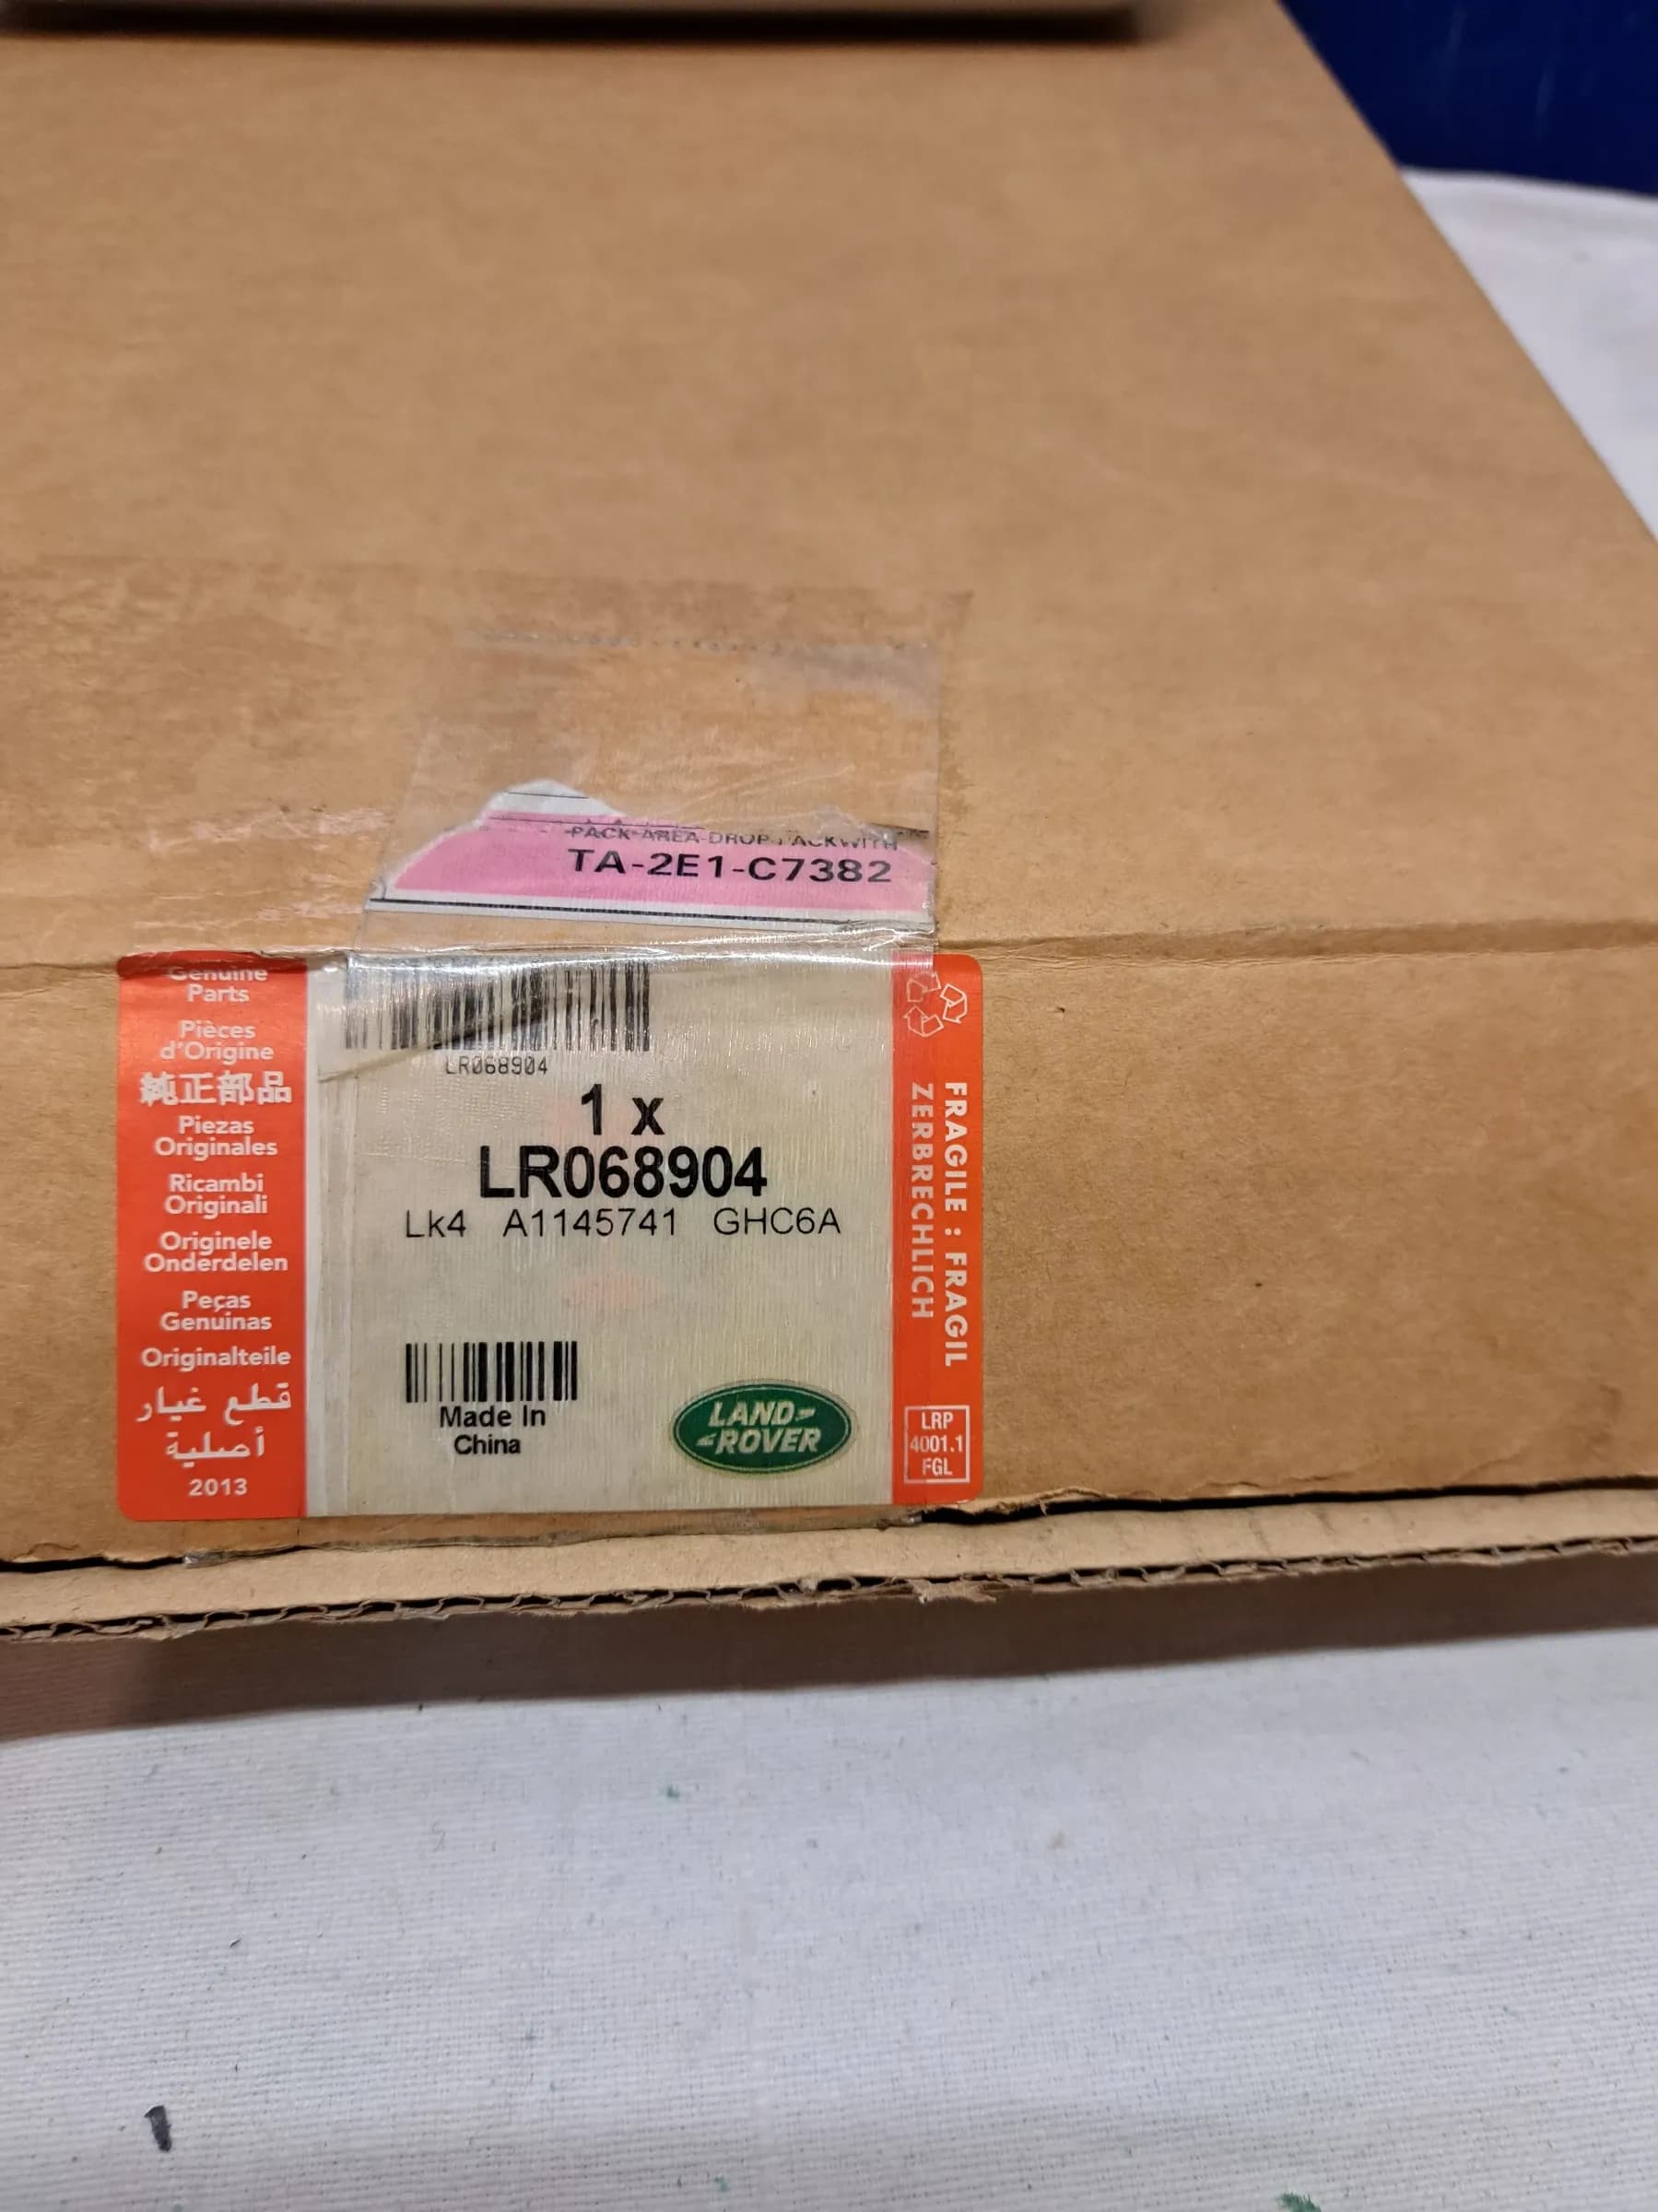 PACK AREA DROP
TA-2E1-C7382
Genuine
Parts
Pièces
d'Origine
純正部品
Piezas
Originales
Ricambi
Originali
Originele
Onderdelen
Peças
Genuinas
Originalteile
قطع غيار
أصلية
2013
LR068904
1 x
LR068904
Lk4 A1145741 GHC6A
Made In
China
LAND-
ROVER
FRAGILE : FRAGIL
ZERBRECHLICH
LRP
4001.1
FGL